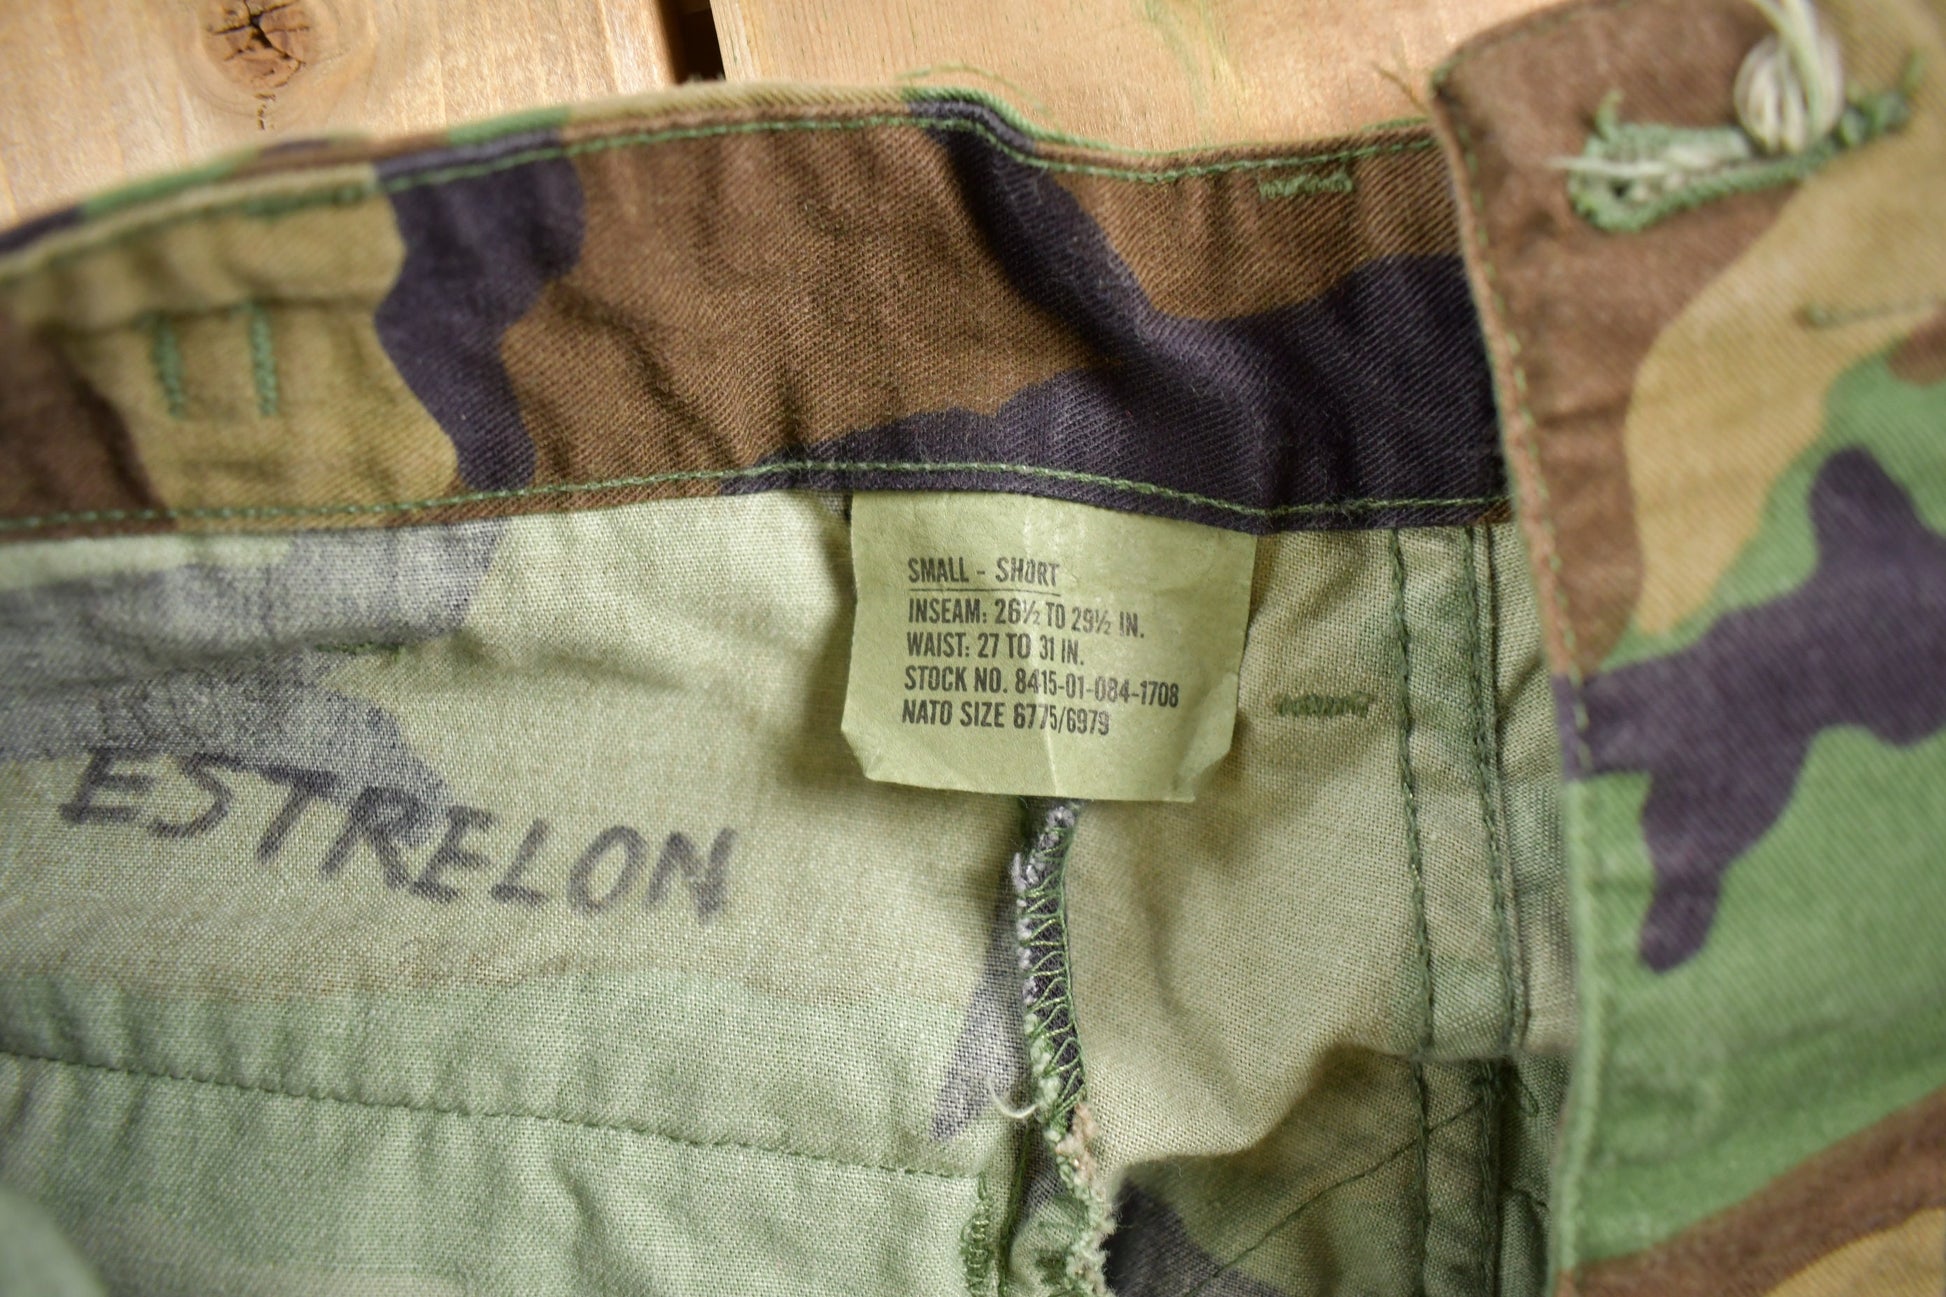 SMALL - SHORT
INSEAM: 26½ TO 29½ IN.
WAIST: 27 TO 31 IN.
STOCK NO. 8415-01-084-1708
NATO SIZE 6775/6979
ESTRELON